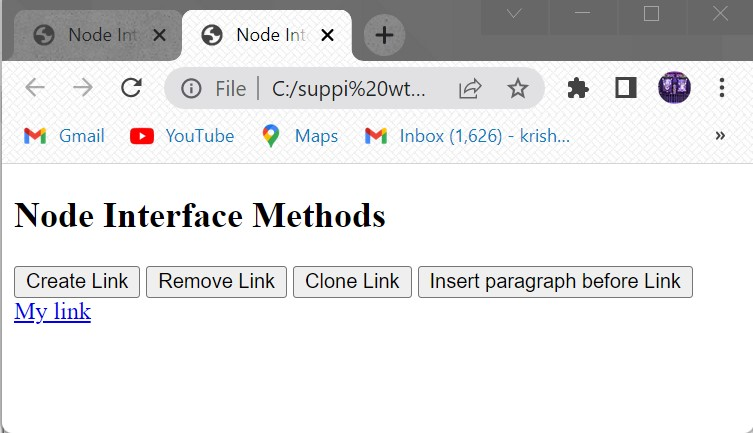 Node Int Node Inte
File C:/suppi%20wt...
Gmail YouTube Maps Inbox (1,626) - krish... »
Node Interface Methods
Create Link Remove Link Clone Link Insert paragraph before Link
My link